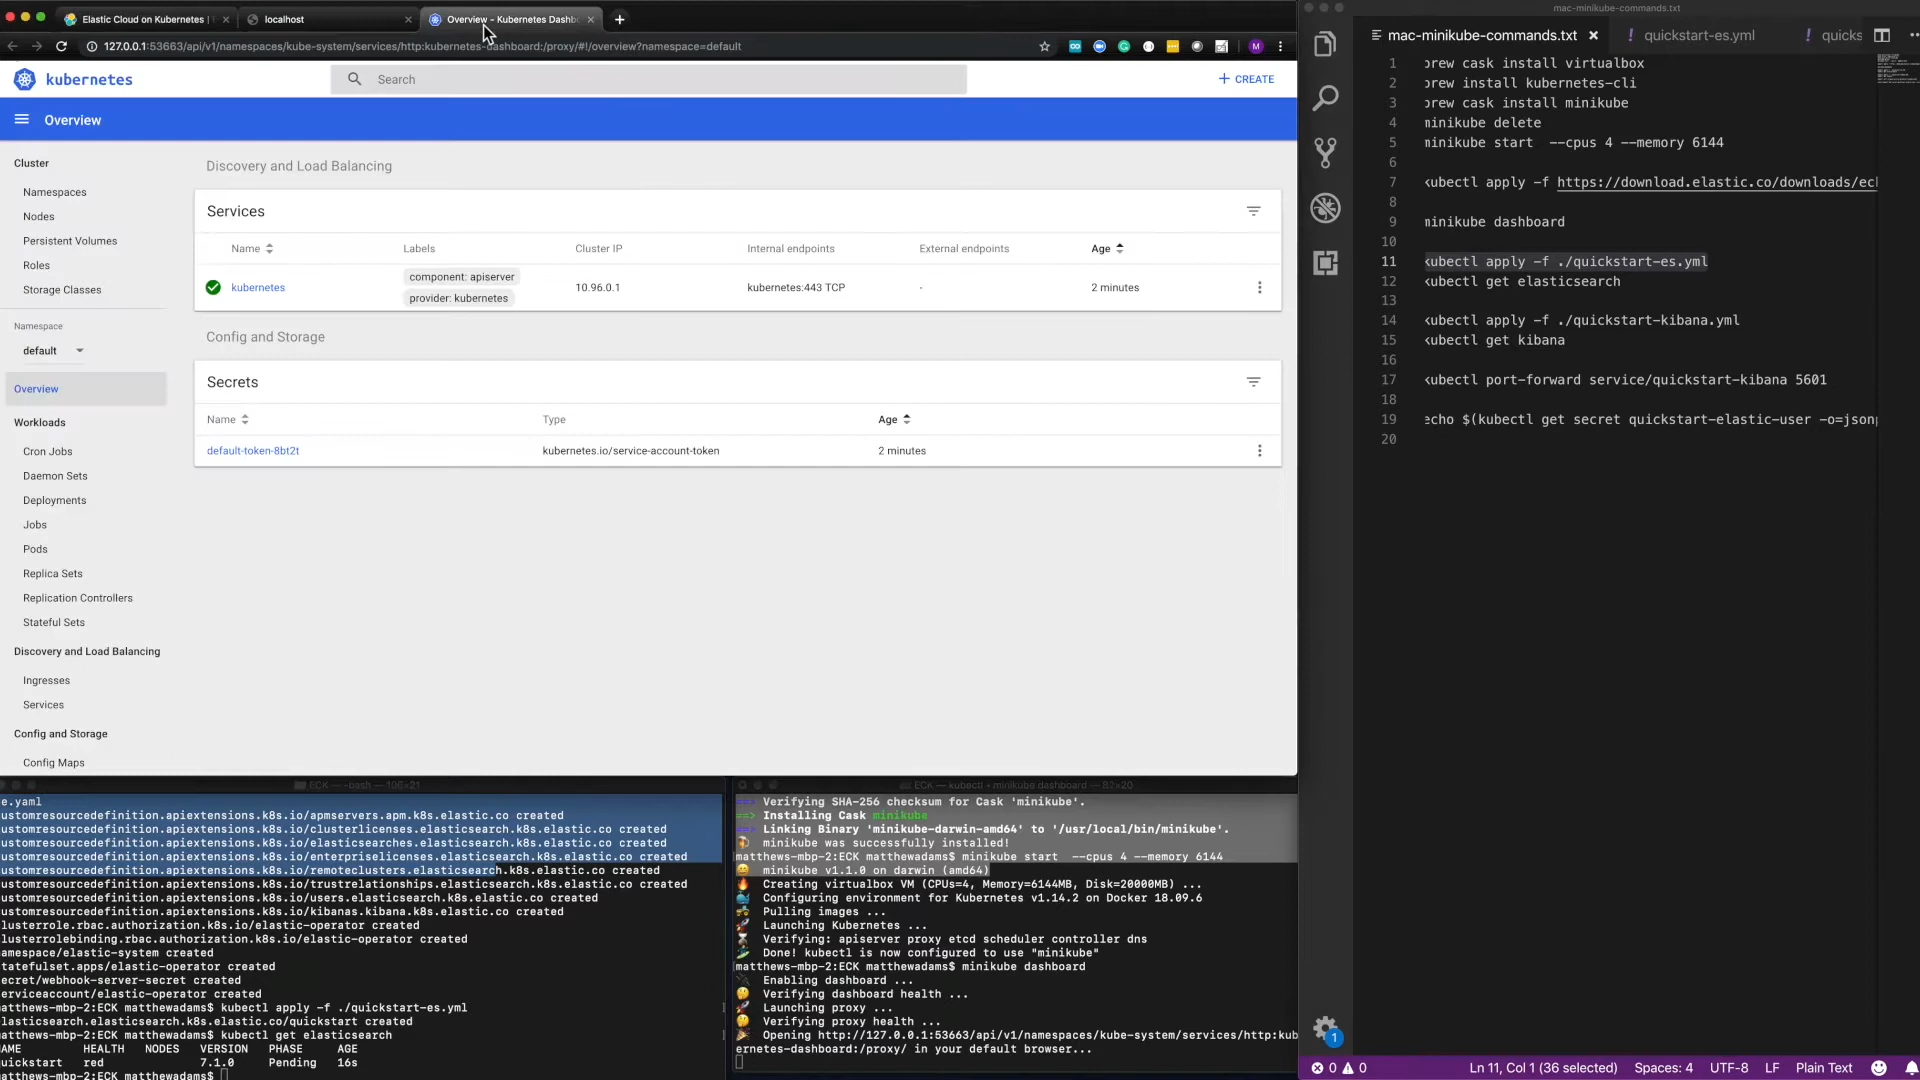 Elastic Cloud on Kubernetes |
localhost
Overview - Kubernetes Dashb
127.0.0.1:53663/api/v1/namespaces/kube-system/services/http:kubernetes-dashboard:/proxy/#!/overview?namespace=default
M
kubernetes
Search
+ CREATE
Overview
Cluster
Namespaces
Nodes
Persistent Volumes
Roles
Storage Classes
Namespace
default
Overview
Workloads
Cron Jobs
Daemon Sets
Deployments
Jobs
Pods
Replica Sets
Replication Controllers
Stateful Sets
Discovery and Load Balancing
Ingresses
Services
Config and Storage
Config Maps
Discovery and Load Balancing
Services
Name Labels Cluster IP Internal endpoints External endpoints Age
kubernetes component: apiserver provider: kubernetes 10.96.0.1 kubernetes:443 TCP - 2 minutes
Config and Storage
Secrets
Name Type Age
default-token-8bt2t kubernetes.io/service-account-token 2 minutes
ECK — -bash — 106×21
e.yaml
ustomresourcedefinition.apiextensions.k8s.io/apmservers.apm.k8s.elastic.co created
ustomresourcedefinition.apiextensions.k8s.io/clusterlicenses.elasticsearch.k8s.elastic.co created
ustomresourcedefinition.apiextensions.k8s.io/elasticsearches.elasticsearch.k8s.elastic.co created
ustomresourcedefinition.apiextensions.k8s.io/enterpriselicenses.elasticsearch.k8s.elastic.co created
ustomresourcedefinition.apiextensions.k8s.io/remoteclusters.elasticsearch.k8s.elastic.co created
ustomresourcedefinition.apiextensions.k8s.io/trustrelationships.elasticsearch.k8s.elastic.co created
ustomresourcedefinition.apiextensions.k8s.io/users.elasticsearch.k8s.elastic.co created
ustomresourcedefinition.apiextensions.k8s.io/kibanas.kibana.k8s.elastic.co created
lusterrole.rbac.authorization.k8s.io/elastic-operator created
lusterrolebinding.rbac.authorization.k8s.io/elastic-operator created
amespace/elastic-system created
tatefulset.apps/elastic-operator created
ecret/webhook-server-secret created
erviceaccount/elastic-operator created
atthews-mbp-2:ECK matthewadams$ kubectl apply -f ./quickstart-es.yml
lasticsearch.elasticsearch.k8s.elastic.co/quickstart created
atthews-mbp-2:ECK matthewadams$ kubectl get elasticsearch
AME HEALTH NODES VERSION PHASE AGE
uickstart red 7.1.0 Pending 16s
atthews-mbp-2:ECK matthewadams$
ECK — kubectl • minikube dashboard — 82×20
==> Verifying SHA-256 checksum for Cask 'minikube'.
==> Installing Cask minikube
==> Linking Binary 'minikube-darwin-amd64' to '/usr/local/bin/minikube'.
minikube was successfully installed!
matthews-mbp-2:ECK matthewadams$ minikube start --cpus 4 --memory 6144
minikube v1.1.0 on darwin (amd64)
Creating virtualbox VM (CPUs=4, Memory=6144MB, Disk=20000MB) ...
Configuring environment for Kubernetes v1.14.2 on Docker 18.09.6
Pulling images ...
Launching Kubernetes ...
Verifying: apiserver proxy etcd scheduler controller dns
Done! kubectl is now configured to use "minikube"
matthews-mbp-2:ECK matthewadams$ minikube dashboard
Enabling dashboard ...
Verifying dashboard health ...
Launching proxy ...
Verifying proxy health ...
Opening http://127.0.0.1:53663/api/v1/namespaces/kube-system/services/http:kub
ernetes-dashboard:/proxy/ in your default browser...
mac-minikube-commands.txt
mac-minikube-commands.txt ! quickstart-es.yml ! quicks
1 brew cask install virtualbox
2 brew install kubernetes-cli
3 brew cask install minikube
4 minikube delete
5 minikube start --cpus 4 --memory 6144
6
7 kubectl apply -f https://download.elastic.co/downloads/ecl
8
9 minikube dashboard
10
11 kubectl apply -f ./quickstart-es.yml
12 kubectl get elasticsearch
13
14 kubectl apply -f ./quickstart-kibana.yml
15 kubectl get kibana
16
17 kubectl port-forward service/quickstart-kibana 5601
18
19 echo $(kubectl get secret quickstart-elastic-user -o=jsonp
20
1
0 0 Ln 11, Col 1 (36 selected) Spaces: 4 UTF-8 LF Plain Text